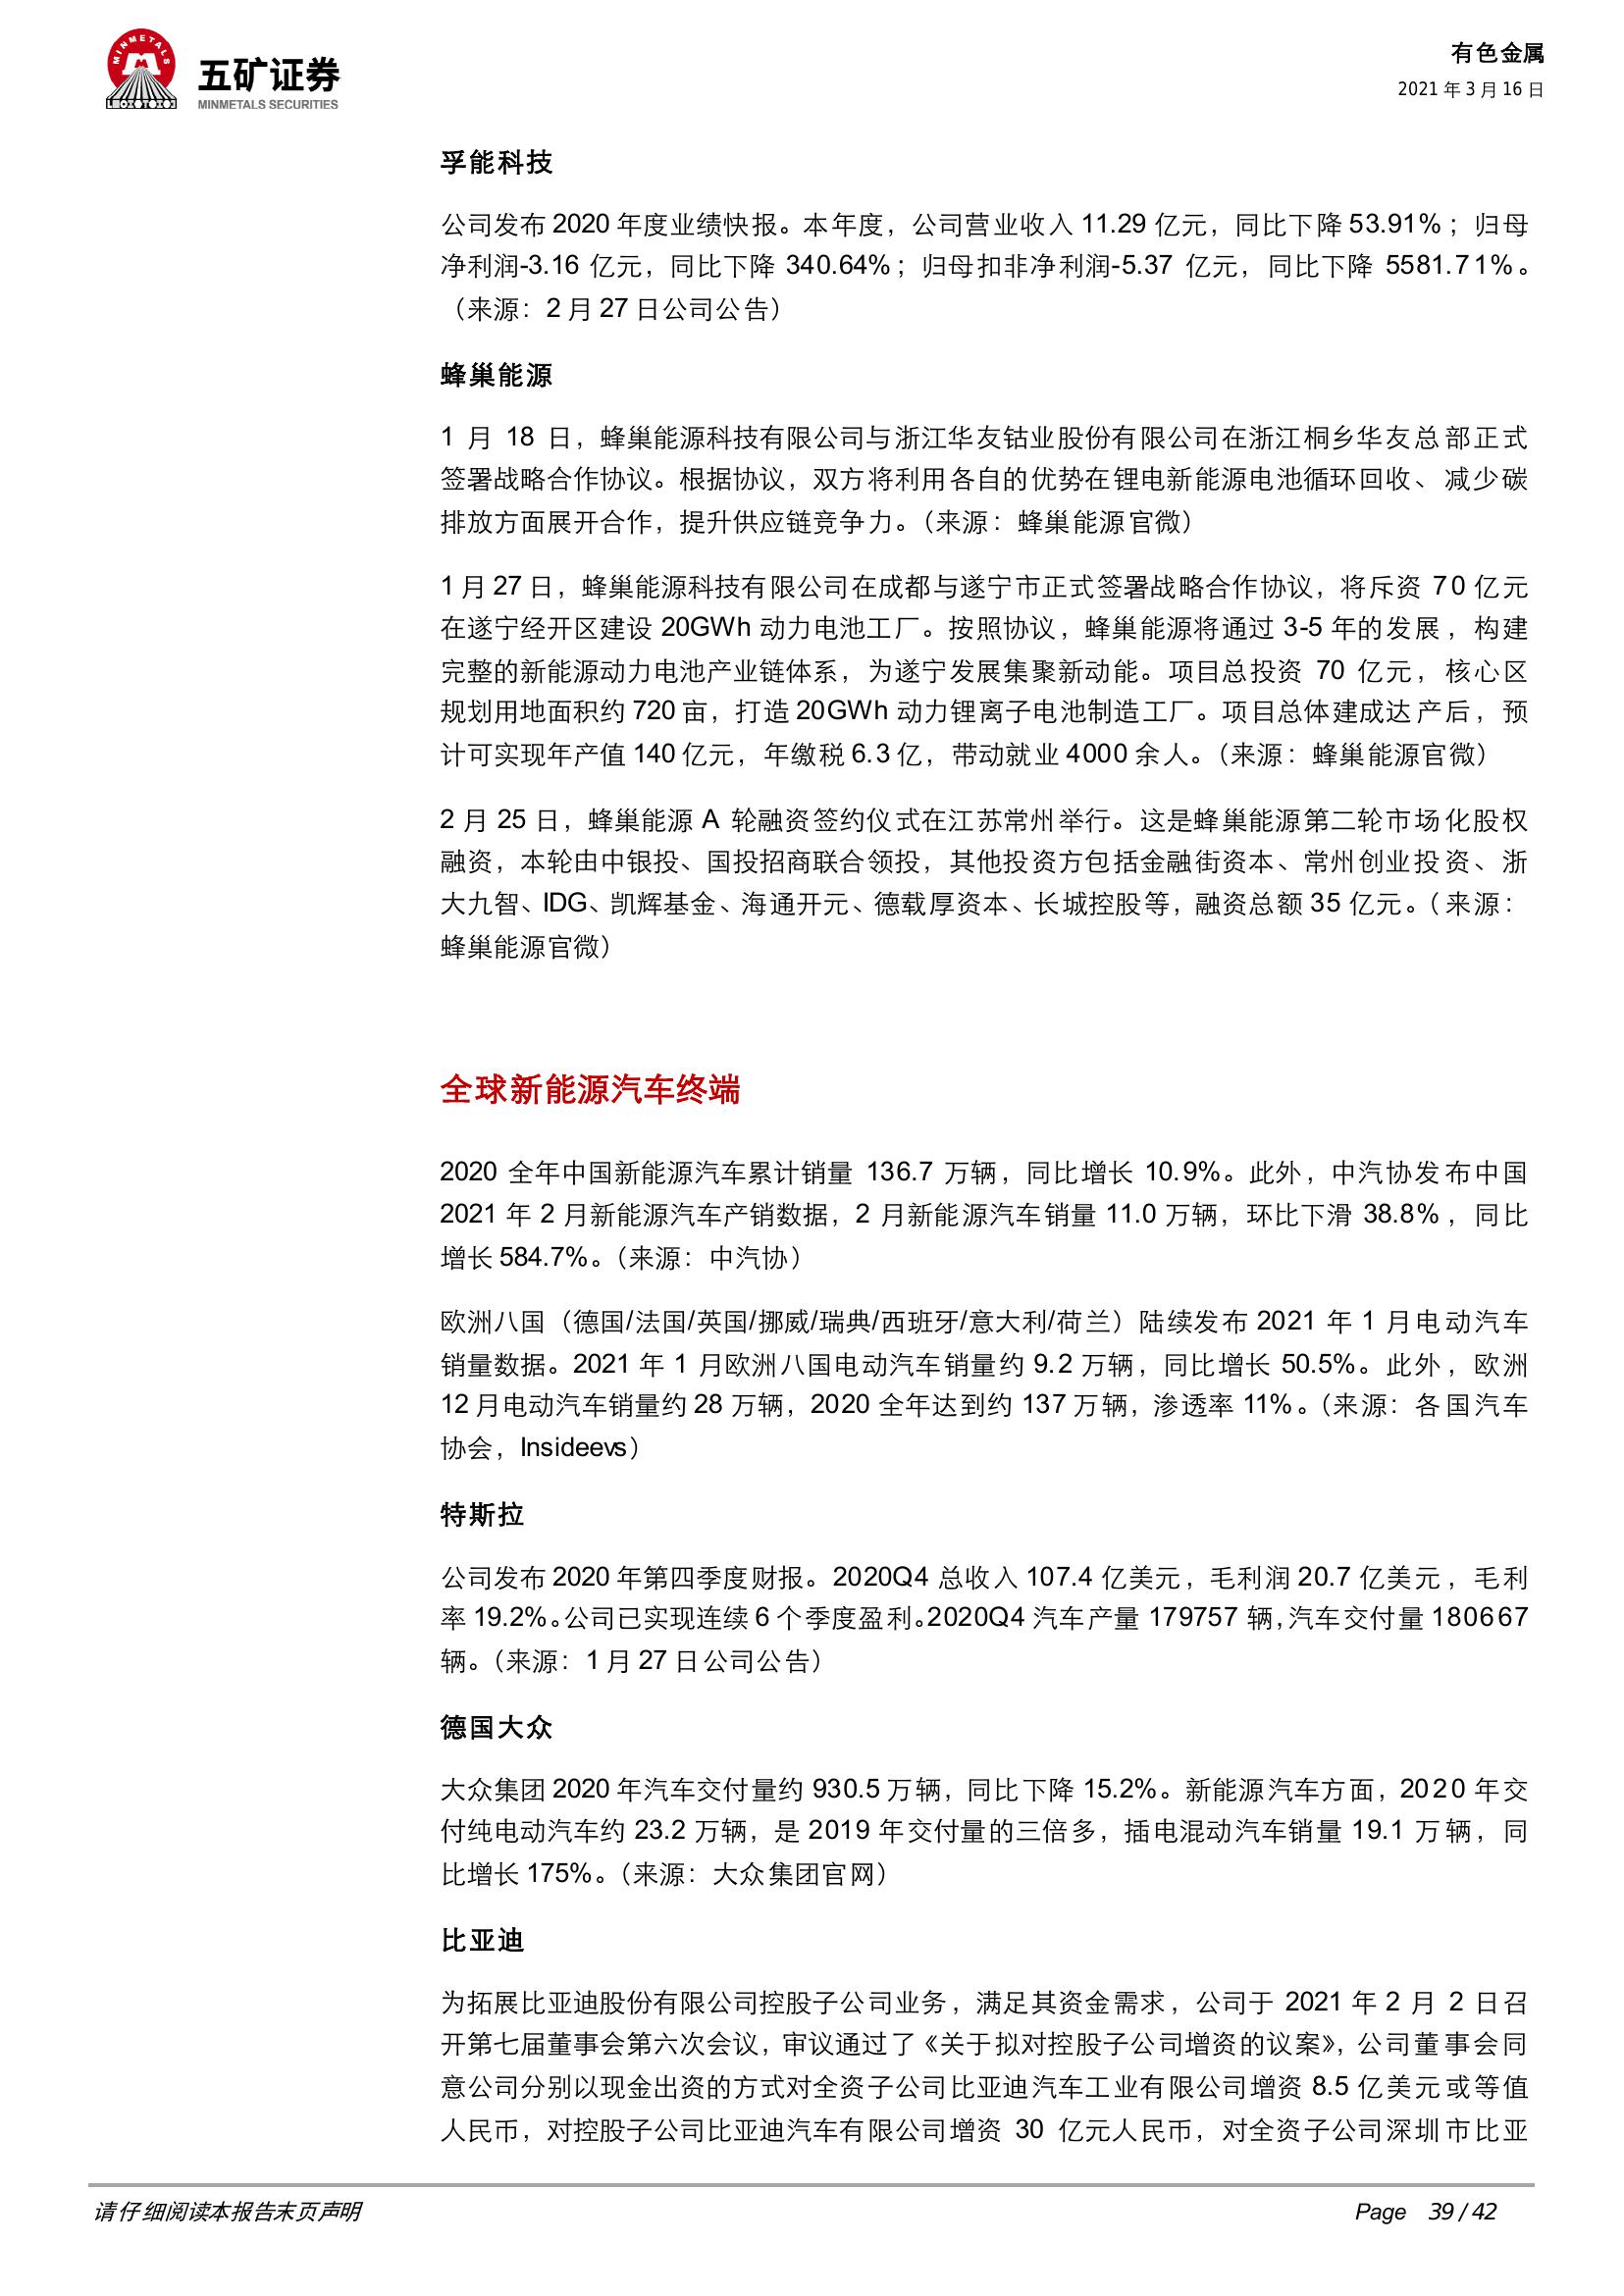 MINMETALS
五矿证券
MINMETALS SECURITIES
有色金属
2021 年 3 月 16 日
孚能科技
公司发布 2020 年度业绩快报。本年度，公司营业收入 11.29 亿元，同比下降 53.91%；归母
净利润-3.16 亿元，同比下降 340.64%；归母扣非净利润-5.37 亿元，同比下降 5581.71%。
（来源：2 月 27 日公司公告）
蜂巢能源
1 月 18 日，蜂巢能源科技有限公司与浙江华友钴业股份有限公司在浙江桐乡华友总部正式
签署战略合作协议。根据协议，双方将利用各自的优势在锂电新能源电池循环回收、减少碳
排放方面展开合作，提升供应链竞争力。（来源：蜂巢能源官微）
1 月 27 日，蜂巢能源科技有限公司在成都与遂宁市正式签署战略合作协议，将斥资 70 亿元
在遂宁经开区建设 20GWh 动力电池工厂。按照协议，蜂巢能源将通过 3-5 年的发展，构建
完整的新能源动力电池产业链体系，为遂宁发展集聚新动能。项目总投资 70 亿元，核心区
规划用地面积约 720 亩，打造 20GWh 动力锂离子电池制造工厂。项目总体建成达产后，预
计可实现年产值 140 亿元，年缴税 6.3 亿，带动就业 4000 余人。（来源：蜂巢能源官微）
2 月 25 日，蜂巢能源 A 轮融资签约仪式在江苏常州举行。这是蜂巢能源第二轮市场化股权
融资，本轮由中银投、国投招商联合领投，其他投资方包括金融街资本、常州创业投资、浙
大九智、IDG、凯辉基金、海通开元、德载厚资本、长城控股等，融资总额 35 亿元。（来源：
蜂巢能源官微）
全球新能源汽车终端
2020 全年中国新能源汽车累计销量 136.7 万辆，同比增长 10.9%。此外，中汽协发布中国
2021 年 2 月新能源汽车产销数据，2 月新能源汽车销量 11.0 万辆，环比下滑 38.8%，同比
增长 584.7%。（来源：中汽协）
欧洲八国（德国/法国/英国/挪威/瑞典/西班牙/意大利/荷兰）陆续发布 2021 年 1 月电动汽车
销量数据。2021 年 1 月欧洲八国电动汽车销量约 9.2 万辆，同比增长 50.5%。此外，欧洲
12 月电动汽车销量约 28 万辆，2020 全年达到约 137 万辆，渗透率 11%。（来源：各国汽车
协会，Insideevs）
特斯拉
公司发布 2020 年第四季度财报。2020Q4 总收入 107.4 亿美元，毛利润 20.7 亿美元，毛利
率 19.2%。公司已实现连续 6 个季度盈利。2020Q4 汽车产量 179757 辆，汽车交付量 180667
辆。（来源：1 月 27 日公司公告）
德国大众
大众集团 2020 年汽车交付量约 930.5 万辆，同比下降 15.2%。新能源汽车方面，2020 年交
付纯电动汽车约 23.2 万辆，是 2019 年交付量的三倍多，插电混动汽车销量 19.1 万辆，同
比增长 175%。（来源：大众集团官网）
比亚迪
为拓展比亚迪股份有限公司控股子公司业务，满足其资金需求，公司于 2021 年 2 月 2 日召
开第七届董事会第六次会议，审议通过了《关于拟对控股子公司增资的议案》，公司董事会同
意公司分别以现金出资的方式对全资子公司比亚迪汽车工业有限公司增资 8.5 亿美元或等值
人民币，对控股子公司比亚迪汽车有限公司增资 30 亿元人民币，对全资子公司深圳市比亚
请仔细阅读本报告末页声明
Page 39 / 42